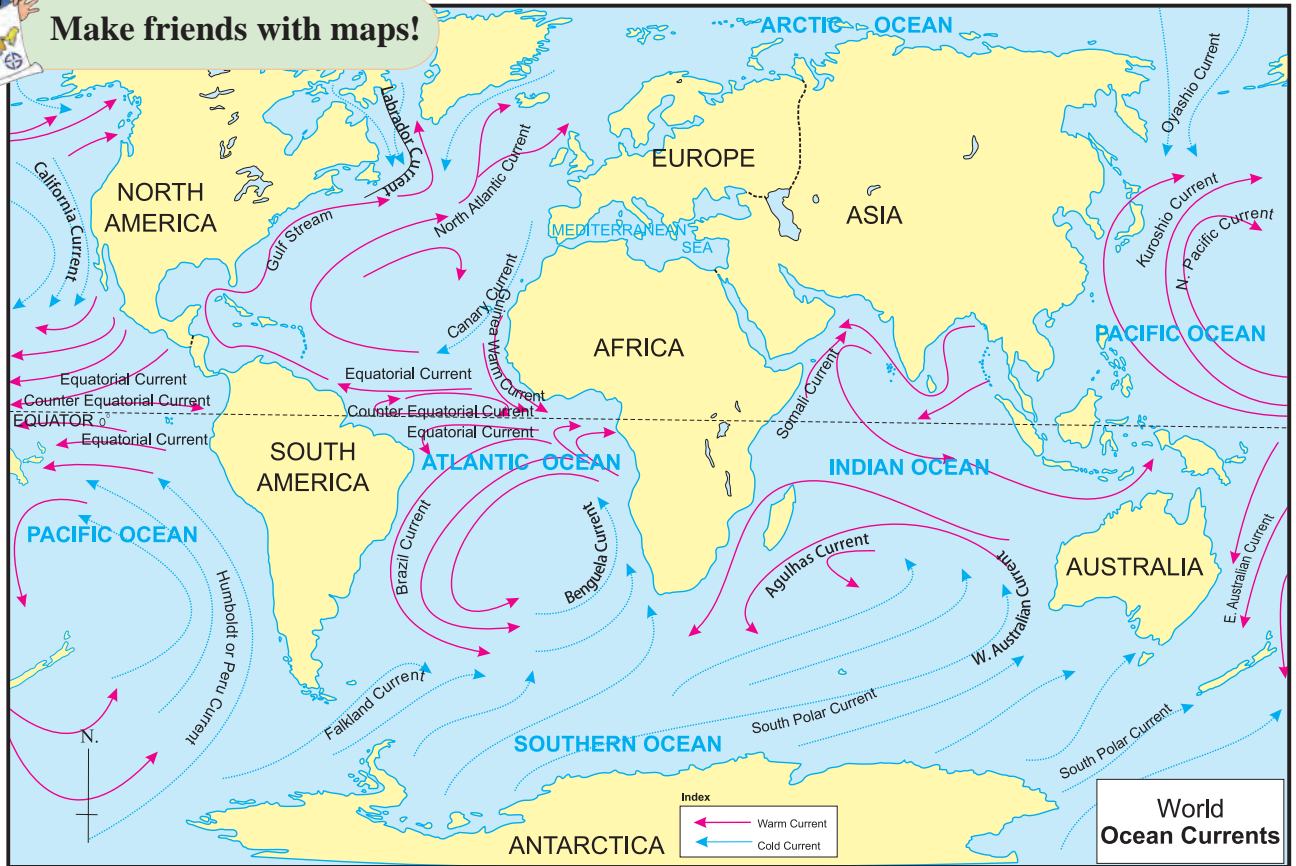 Make friends with maps!
ARCTIC OCEAN
Oyashio Current
Labrador Current
North Atlantic Current
EUROPE
California Current
NORTH
AMERICA
ASIA
Gulf Stream
MEDITERRANEAN
SEA
Kuroshio Current
N. Pacific Current
Canary Current
Guinea Warm Current
PACIFIC OCEAN
AFRICA
Somali Current
Equatorial Current
Equatorial Current
Counter Equatorial Current
Counter Equatorial Current
EQUATOR 0
Equatorial Current
Equatorial Current
SOUTH
AMERICA
ATLANTIC OCEAN
INDIAN OCEAN
PACIFIC OCEAN
Brazil Current
Benguela Current
Agulhas Current
AUSTRALIA
E. Australian Current
Humboldt or Peru Current
W. Australian Current
Falkland Current
South Polar Current
South Polar Current
N.
SOUTHERN OCEAN
ANTARCTICA
Index
Warm Current
Cold Current
World
Ocean Currents